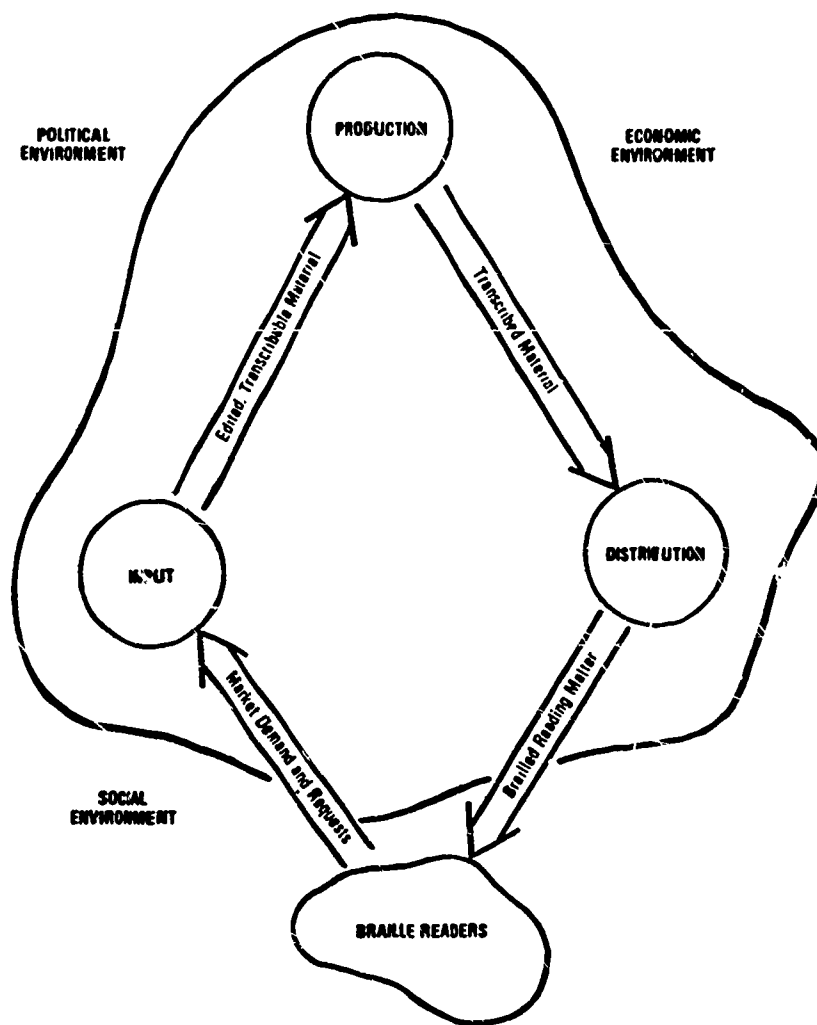 PRODUCTION
POLITICAL
ENVIRONMENT
ECONOMIC
ENVIRONMENT
Edited, Transcribable Material
Transcribed Material
INPUT
DISTRIBUTION
Market Demand and Requests
Brailled Reading Matter
SOCIAL
ENVIRONMENT
BRAILLE READERS